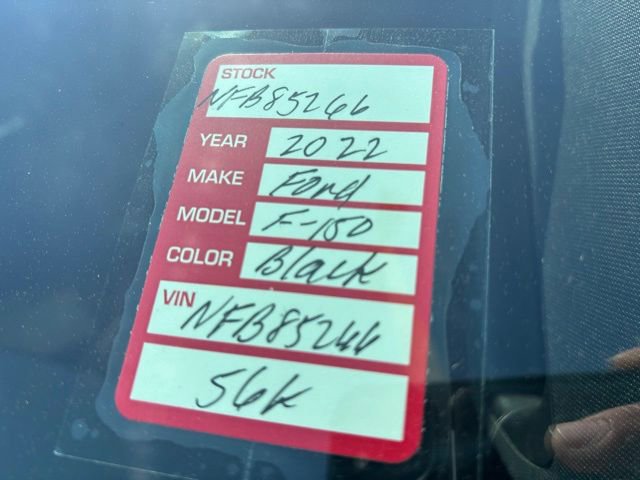 STOCK
NFB85266
YEAR 2022
MAKE Ford
MODEL F-150
COLOR Black
VIN
NFB85266
56K